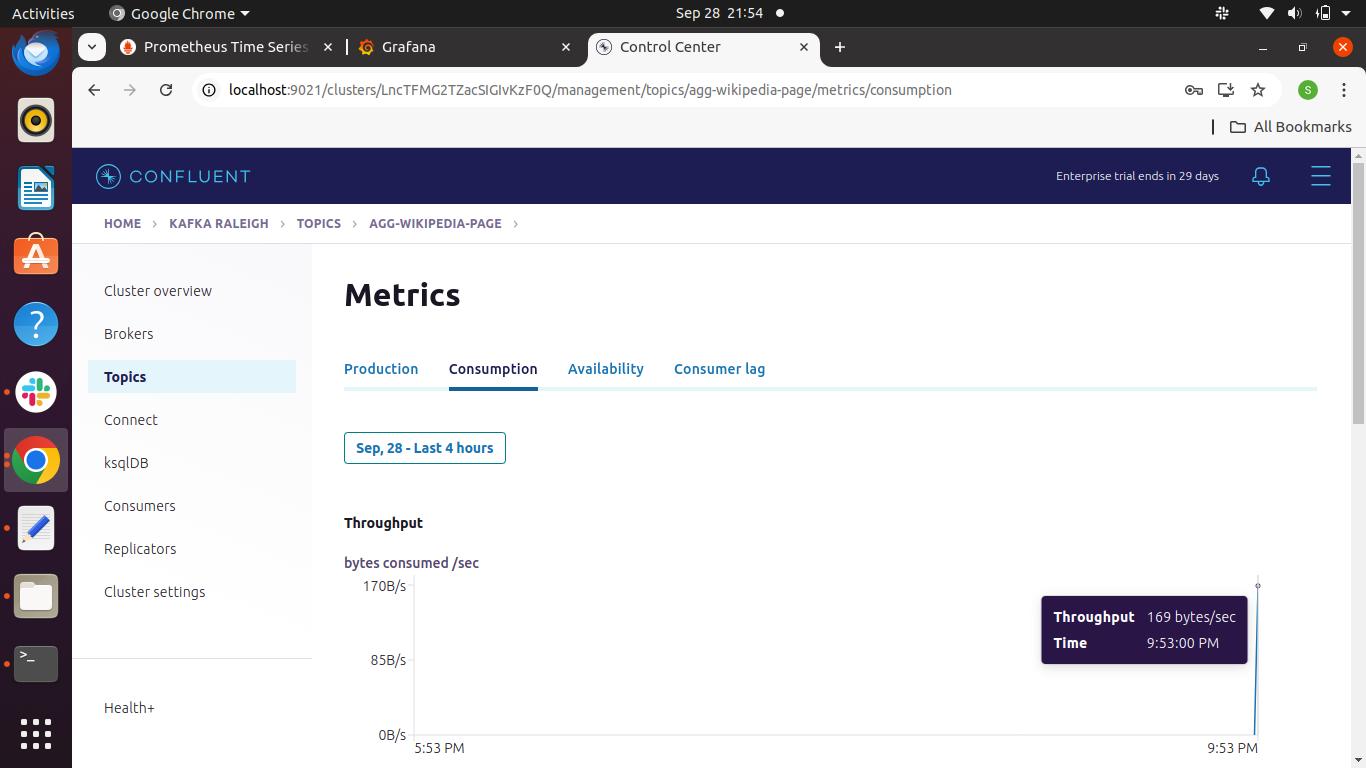 Activities
Google Chrome
Sep 28 21:54
Prometheus Time Series
Grafana
Control Center
localhost:9021/clusters/LncTFMG2TZacSIGIvKzF0Q/management/topics/agg-wikipedia-page/metrics/consumption
S
All Bookmarks
CONFLUENT
Enterprise trial ends in 29 days
HOME > KAFKA RALEIGH > TOPICS > AGG-WIKIPEDIA-PAGE >
Cluster overview
Brokers
Topics
Connect
ksqlDB
Consumers
Replicators
Cluster settings
Health+
Metrics
Production Consumption Availability Consumer lag
Sep, 28 - Last 4 hours
Throughput
bytes consumed /sec
170B/s
85B/s
0B/s
5:53 PM
9:53 PM
Throughput 169 bytes/sec
Time 9:53:00 PM